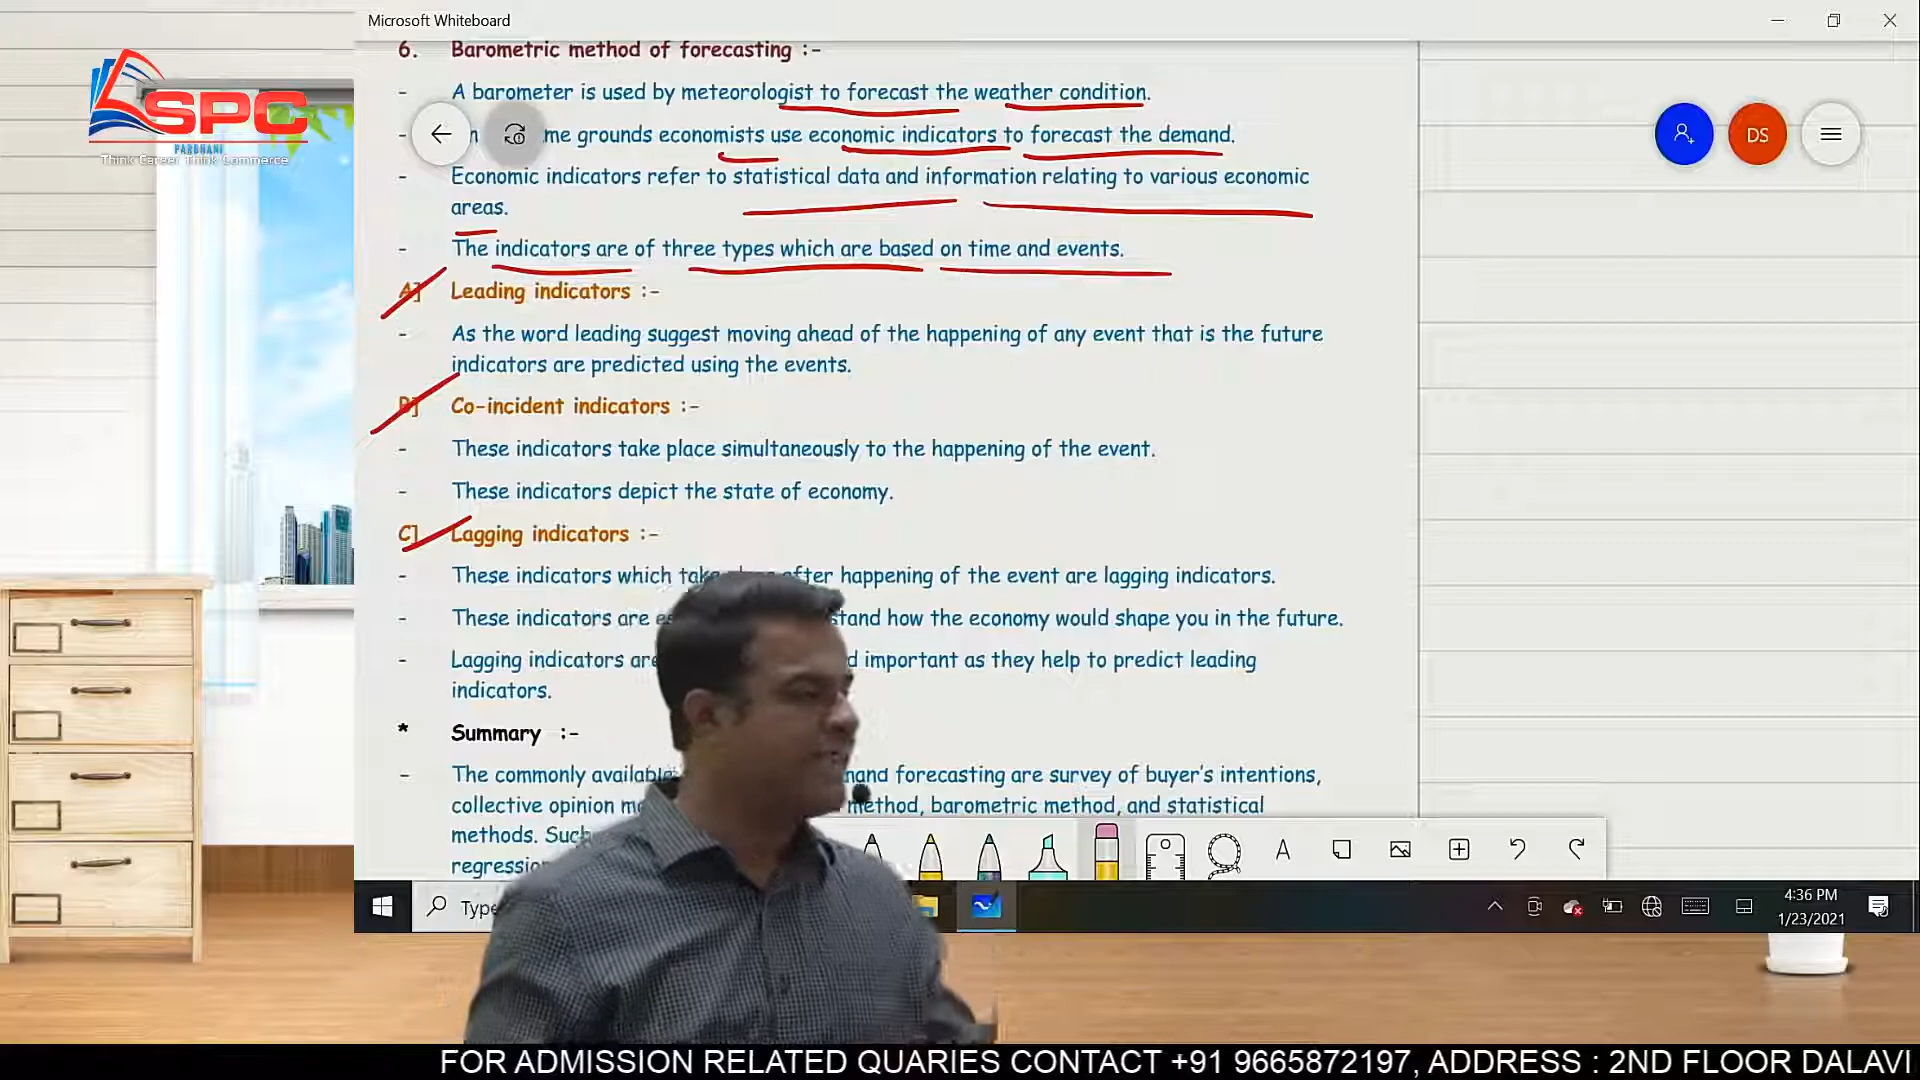 Microsoft Whiteboard
SPC
PARBHANI
Think Career Think Commerce
6. Barometric method of forecasting :-
- A barometer is used by meteorologist to forecast the weather condition.
- me grounds economists use economic indicators to forecast the demand.
- Economic indicators refer to statistical data and information relating to various economic
areas.
- The indicators are of three types which are based on time and events.
A] Leading indicators :-
- As the word leading suggest moving ahead of the happening of any event that is the future
indicators are predicted using the events.
B] Co-incident indicators :-
- These indicators take place simultaneously to the happening of the event.
- These indicators depict the state of economy.
C] Lagging indicators :-
- These indicators which after happening of the event are lagging indicators.
- These indicators are how the economy would shape you in the future.
- Lagging indicators are important as they help to predict leading
indicators.
* Summary :-
- The commonly available forecasting are survey of buyer's intentions,
collective opinion method, barometric method, and statistical
methods. Such
DS
Type
4:36 PM
1/23/2021
FOR ADMISSION RELATED QUARIES CONTACT +91 9665872197, ADDRESS : 2ND FLOOR DALAVI